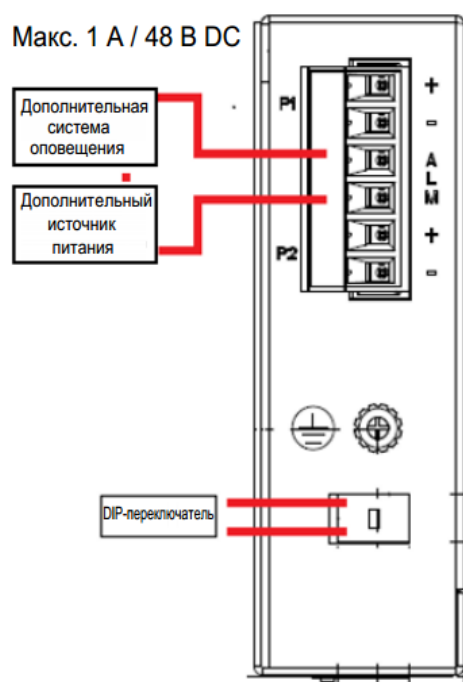 Макс. 1 A / 48 В DC
Дополнительная
система
оповещения
Дополнительный
источник
питания
P1
+
-
A
L
M
+
P2
-
DIP-переключатель